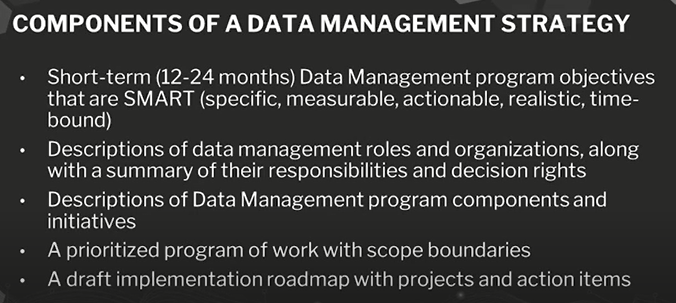 COMPONENTS OF A DATA MANAGEMENT STRATEGY
• Short-term (12-24 months) Data Management program objectives
that are SMART (specific, measurable, actionable, realistic, time-
bound)
• Descriptions of data management roles and organizations, along
with a summary of their responsibilities and decision rights
• Descriptions of Data Management program components and
initiatives
• A prioritized program of work with scope boundaries
• A draft implementation roadmap with projects and action items